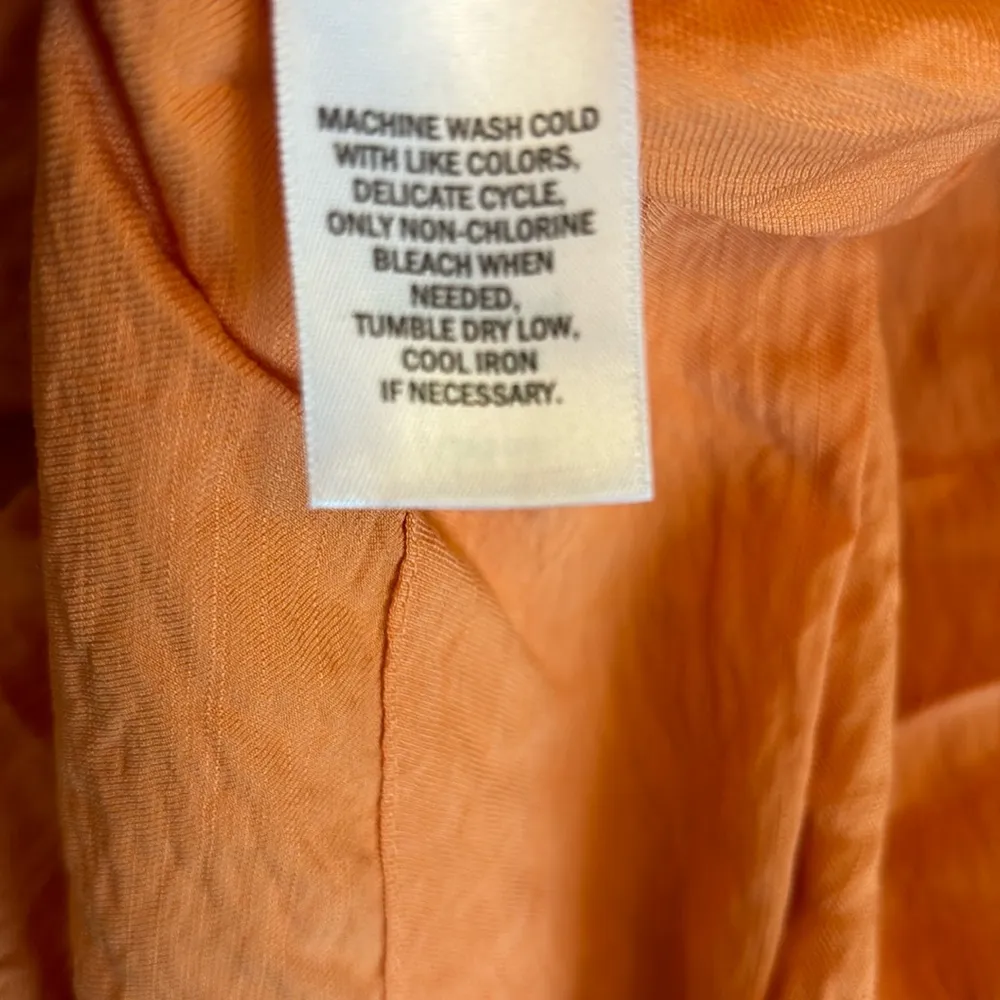 MACHINE WASH COLD
WITH LIKE COLORS,
DELICATE CYCLE,
ONLY NON-CHLORINE
BLEACH WHEN
NEEDED,
TUMBLE DRY LOW,
COOL IRON
IF NECESSARY.